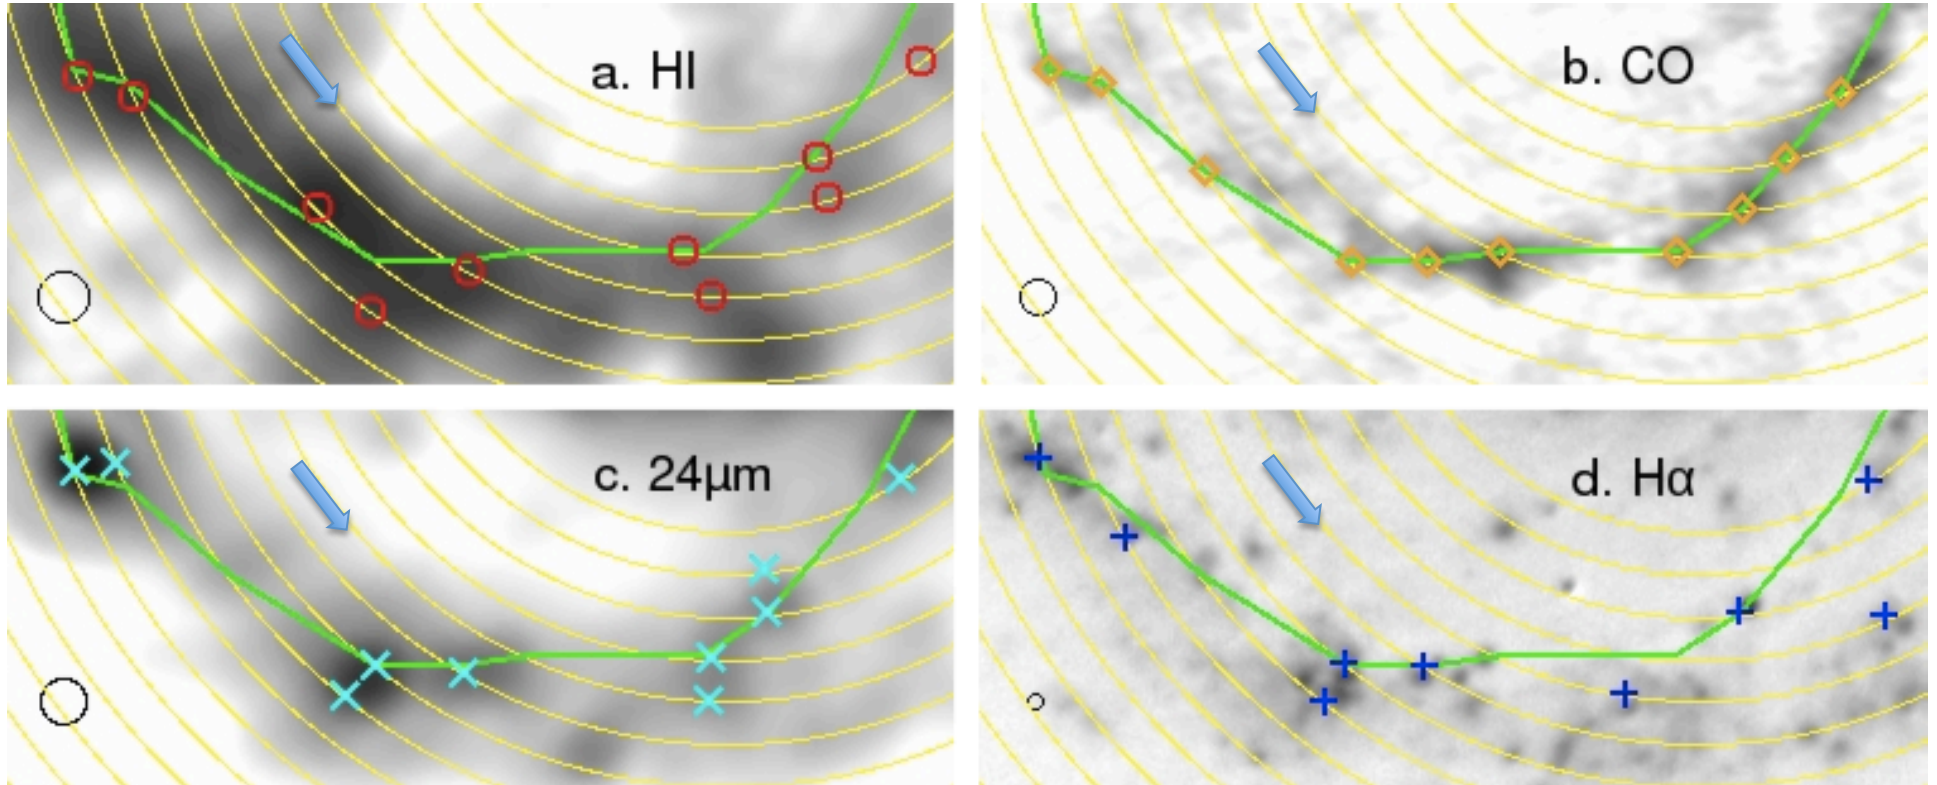 a. HI
b. CO
c. 24µm
d. Hα